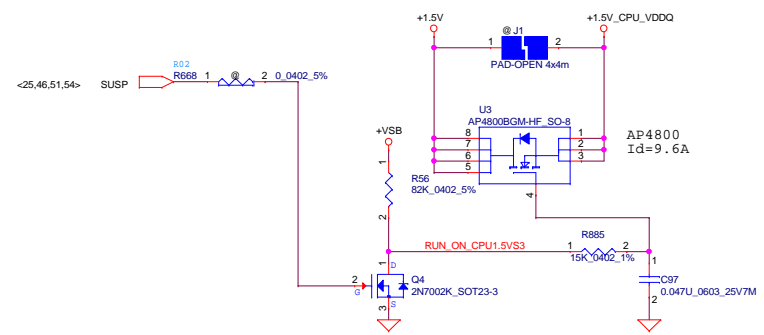 +1.5V
+1.5V_CPU_VDDQ
@ J1
1 2
PAD-OPEN 4x4m
R02
R668 1 @ 2 0_0402_5%
<25,46,51,54> SUSP
U3
AP4800BGM-HF_SO-8
+VSB
8 1
7 2
6 3
5
4
AP4800
Id=9.6A
1
R56
82K_0402_5%
2
R885
RUN_ON_CPU1.5VS3 1 2
15K_0402_1%
1 D
2 G
Q4
2N7002K_SOT23-3
3 S
1
C97
0.047U_0603_25V7M
2